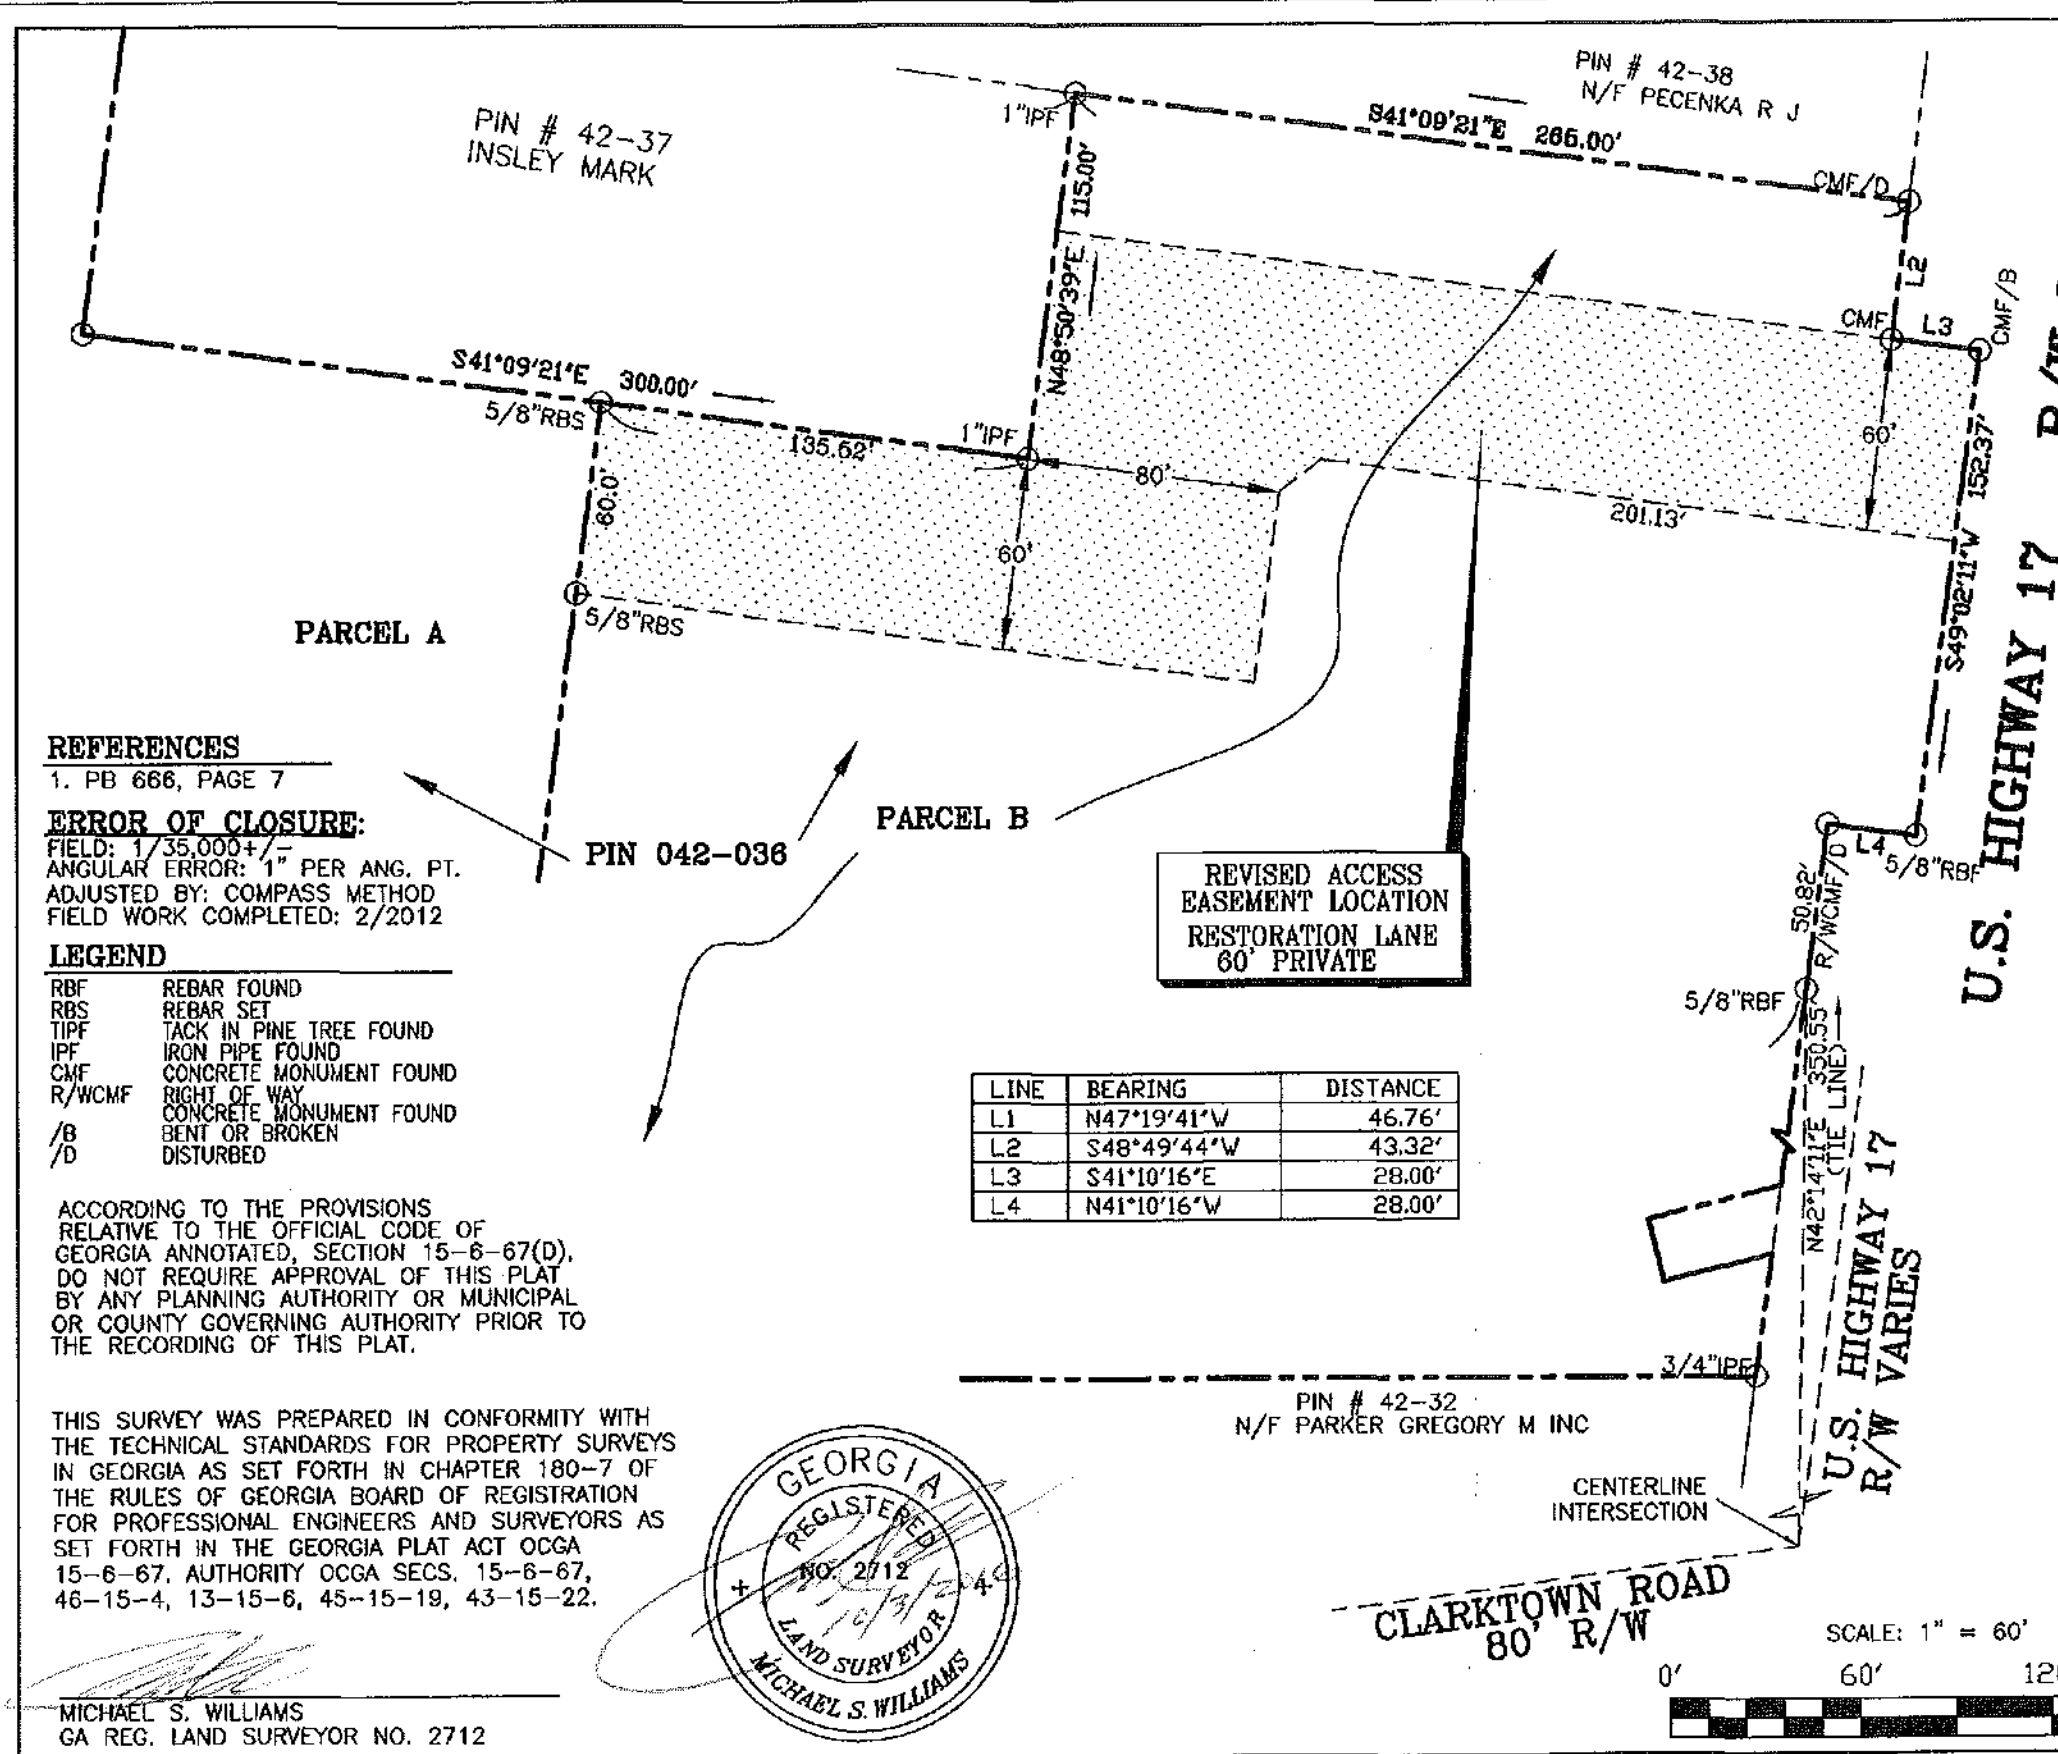 PIN # 42-37
INSLEY MARK
PIN # 42-38
N/F PECENKA R J
1"IPF
S41°09'21"E 265.00'
CMF/D
115.00'
N48°50'39"E
L2
CMF
L3
CMF/B
S41°09'21"E 300.00'
5/8"RBS
135.62'
1"IPF
80'
60'
60.0'
60'
201.13'
152.37'
S49°02'11"W
5/8"RBS
PARCEL A
U.S. HIGHWAY 17
REFERENCES
1. PB 666, PAGE 7
ERROR OF CLOSURE:
FIELD: 1/35,000+/-
ANGULAR ERROR: 1" PER ANG. PT.
ADJUSTED BY: COMPASS METHOD
FIELD WORK COMPLETED: 2/2012
PIN 042-036
PARCEL B
REVISED ACCESS
EASEMENT LOCATION
RESTORATION LANE
60' PRIVATE
L4
5/8"RBF
50.82'
R/WCMF/D
5/8"RBF
LEGEND
RBF REBAR FOUND
RBS REBAR SET
TIPF TACK IN PINE TREE FOUND
IPF IRON PIPE FOUND
CMF CONCRETE MONUMENT FOUND
R/WCMF RIGHT OF WAY
CONCRETE MONUMENT FOUND
/B BENT OR BROKEN
/D DISTURBED
LINE BEARING DISTANCE
L1 N47°19'41"W 46.76'
L2 S48°49'44"W 43.32'
L3 S41°10'16"E 28.00'
L4 N41°10'16"W 28.00'
N42°14'11"E 350.55'
(TIE LINE)
U.S. HIGHWAY 17
R/W VARIES
ACCORDING TO THE PROVISIONS
RELATIVE TO THE OFFICIAL CODE OF
GEORGIA ANNOTATED, SECTION 15-6-67(D),
DO NOT REQUIRE APPROVAL OF THIS PLAT
BY ANY PLANNING AUTHORITY OR MUNICIPAL
OR COUNTY GOVERNING AUTHORITY PRIOR TO
THE RECORDING OF THIS PLAT.
3/4"IPF
PIN # 42-32
N/F PARKER GREGORY M INC
CENTERLINE
INTERSECTION
THIS SURVEY WAS PREPARED IN CONFORMITY WITH
THE TECHNICAL STANDARDS FOR PROPERTY SURVEYS
IN GEORGIA AS SET FORTH IN CHAPTER 180-7 OF
THE RULES OF GEORGIA BOARD OF REGISTRATION
FOR PROFESSIONAL ENGINEERS AND SURVEYORS AS
SET FORTH IN THE GEORGIA PLAT ACT OCGA
15-6-67. AUTHORITY OCGA SECS. 15-6-67,
46-15-4, 13-15-6, 45-15-19, 43-15-22.
GEORGIA
REGISTERED
NO. 2712
LAND SURVEYOR
MICHAEL S. WILLIAMS
CLARKTOWN ROAD
80' R/W
SCALE: 1" = 60'
0' 60'
MICHAEL S. WILLIAMS
GA REG. LAND SURVEYOR NO. 2712